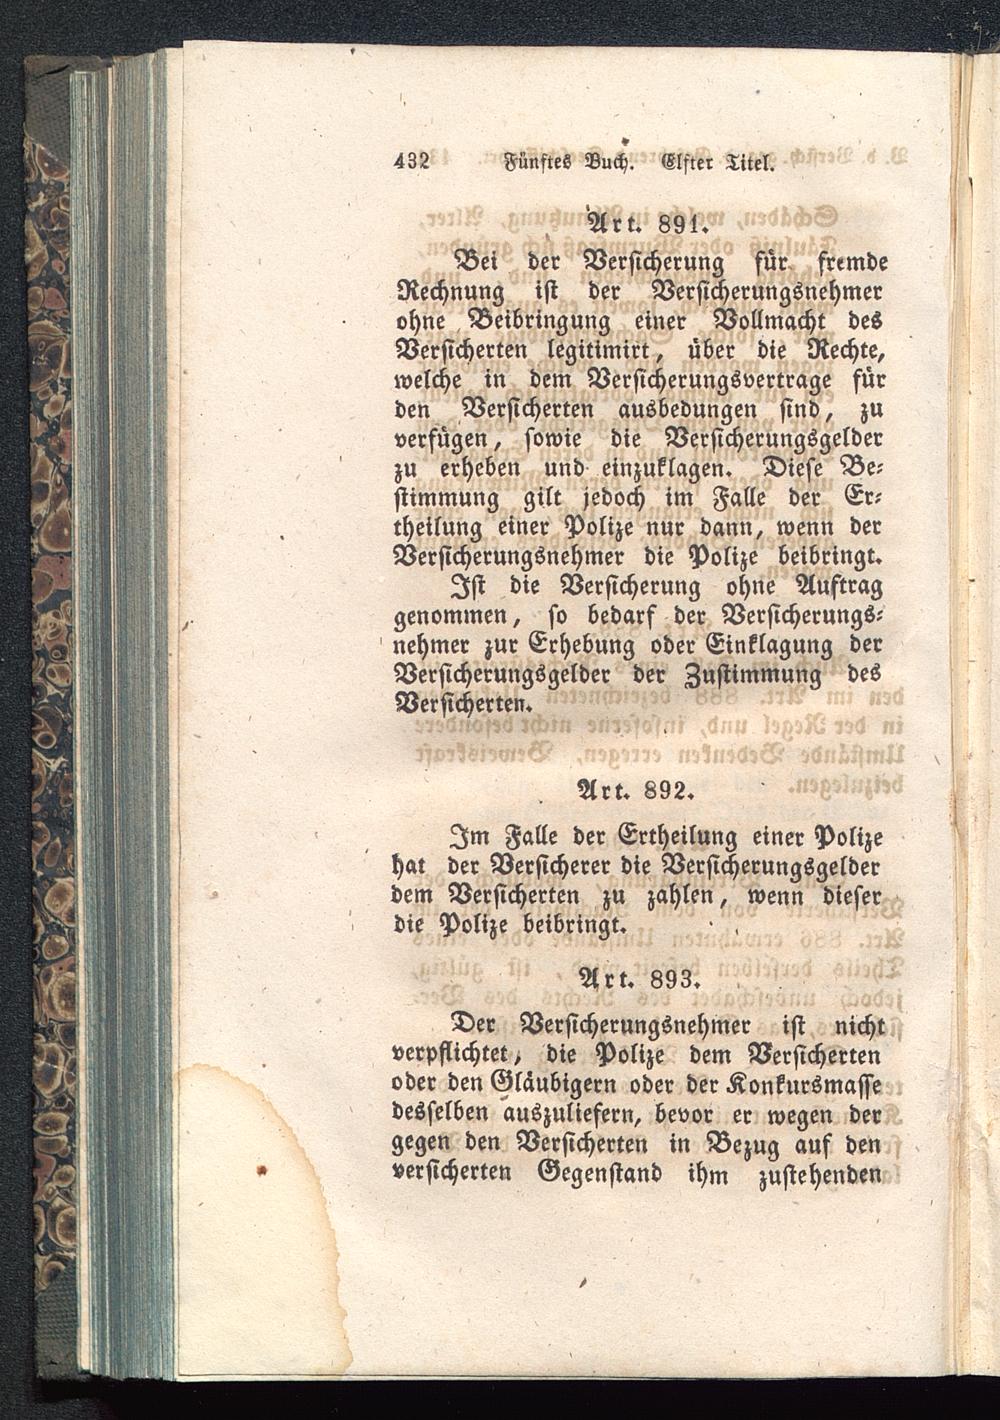 432 Fünftes Buch. Elfter Titel.
Art. 891.
Bei der Versicherung für fremde
Rechnung ist der Versicherungsnehmer
ohne Beibringung einer Vollmacht des
Versicherten legitimirt, über die Rechte,
welche in dem Versicherungsvertrage für
den Versicherten ausbedungen sind, zu
verfügen, sowie die Versicherungsgelder
zu erheben und einzuklagen. Diese Be-
stimmung gilt jedoch im Falle der Er-
theilung einer Polize nur dann, wenn der
Versicherungsnehmer die Polize beibringt.
Ist die Versicherung ohne Auftrag
genommen, so bedarf der Versicherungs-
nehmer zur Erhebung oder Einklagung der
Versicherungsgelder der Zustimmung des
Versicherten.
Art. 892.
Im Falle der Ertheilung einer Polize
hat der Versicherer die Versicherungsgelder
dem Versicherten zu zahlen, wenn dieser
die Polize beibringt.
Art. 893.
Der Versicherungsnehmer ist nicht
verpflichtet, die Polize dem Versicherten
oder den Gläubigern oder der Konkursmasse
desselben auszuliefern, bevor er wegen der
gegen den Versicherten in Bezug auf den
versicherten Gegenstand ihm zustehenden